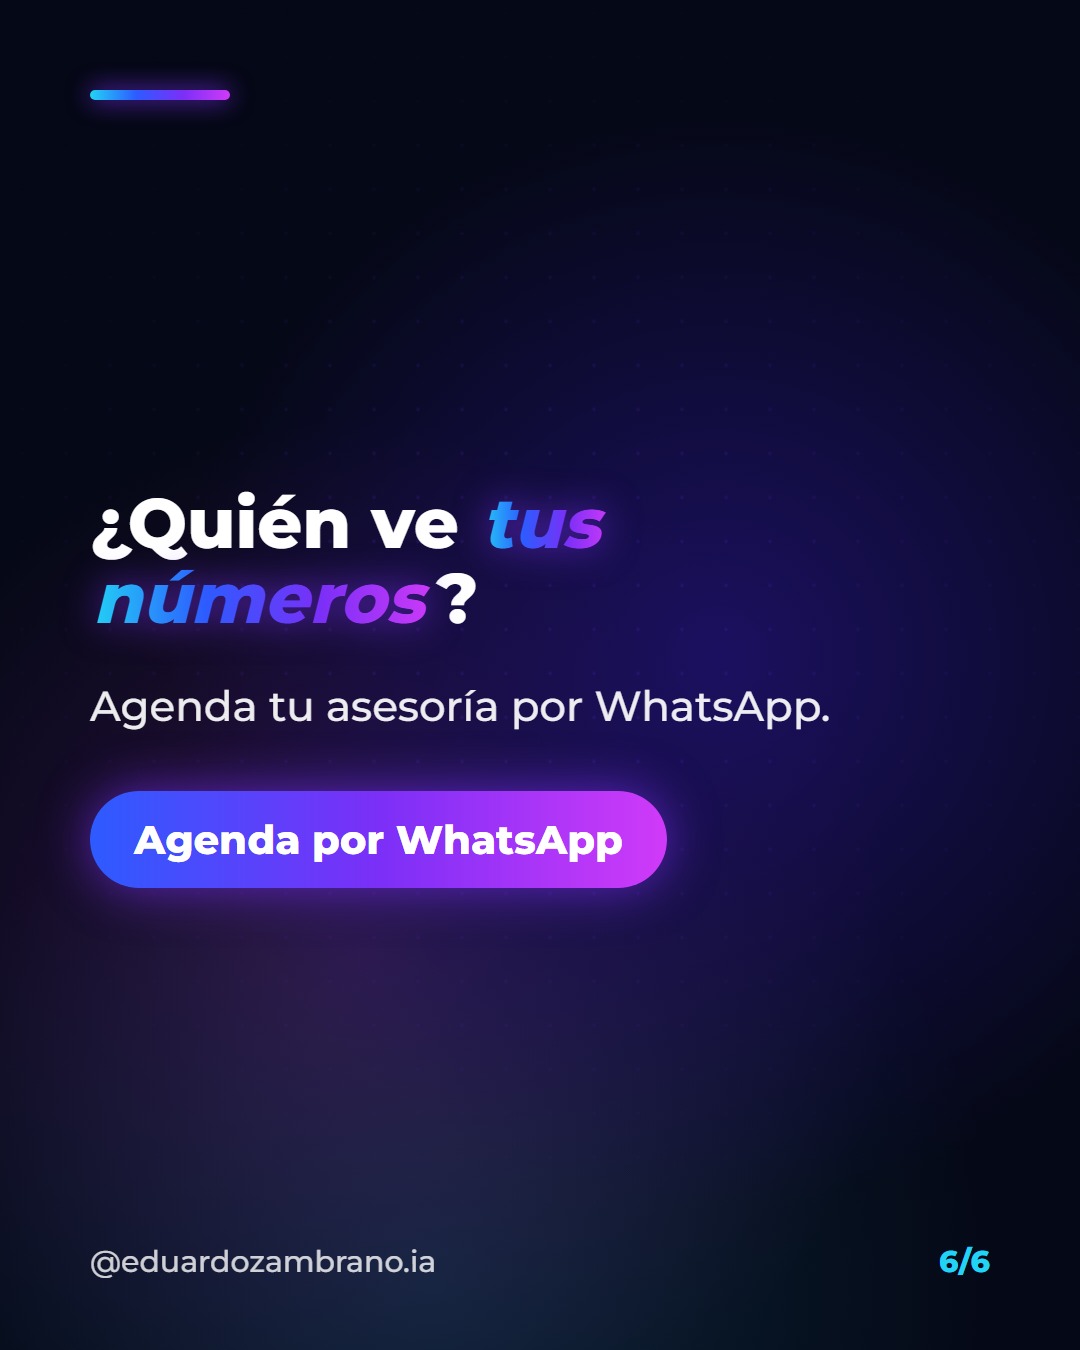 ¿Quién ve tus
números?
Agenda tu asesoría por WhatsApp.
Agenda por WhatsApp
@eduardozambrano.ia
6/6